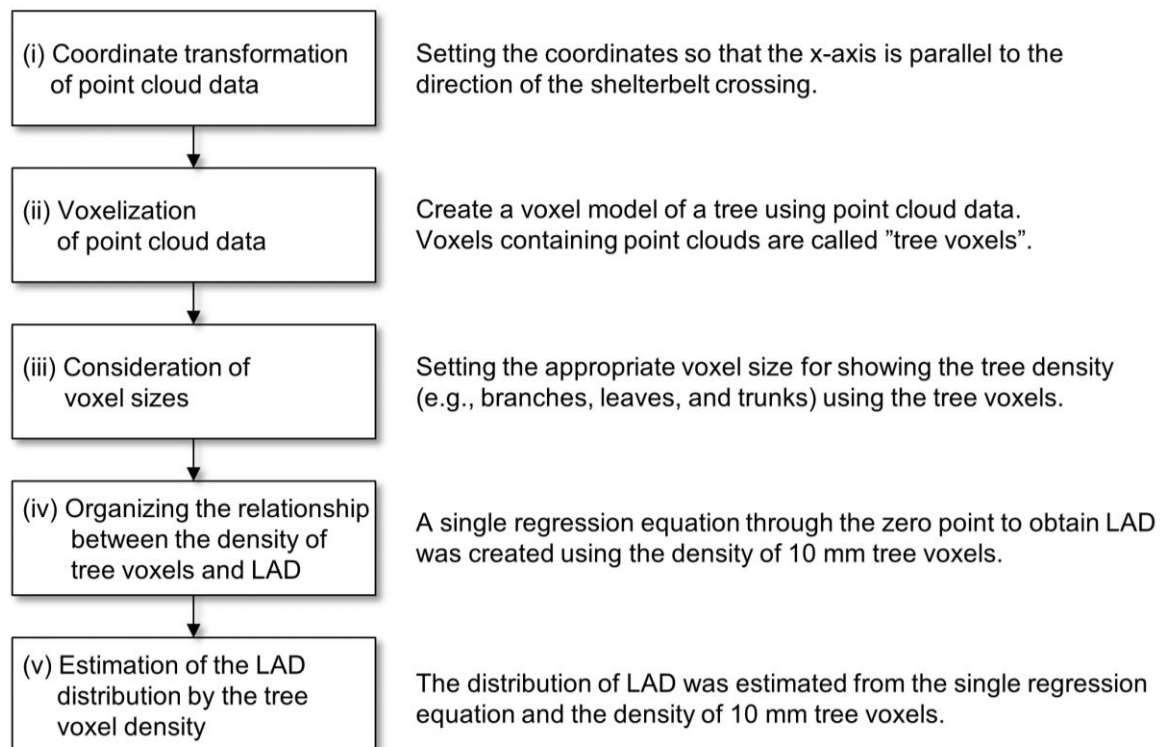 (i) Coordinate transformation
of point cloud data
Setting the coordinates so that the x-axis is parallel to the
direction of the shelterbelt crossing.
(ii) Voxelization
of point cloud data
Create a voxel model of a tree using point cloud data.
Voxels containing point clouds are called ”tree voxels”.
(iii) Consideration of
voxel sizes
Setting the appropriate voxel size for showing the tree density
(e.g., branches, leaves, and trunks) using the tree voxels.
(iv) Organizing the relationship
between the density of
tree voxels and LAD
A single regression equation through the zero point to obtain LAD
was created using the density of 10 mm tree voxels.
(v) Estimation of the LAD
distribution by the tree
voxel density
The distribution of LAD was estimated from the single regression
equation and the density of 10 mm tree voxels.